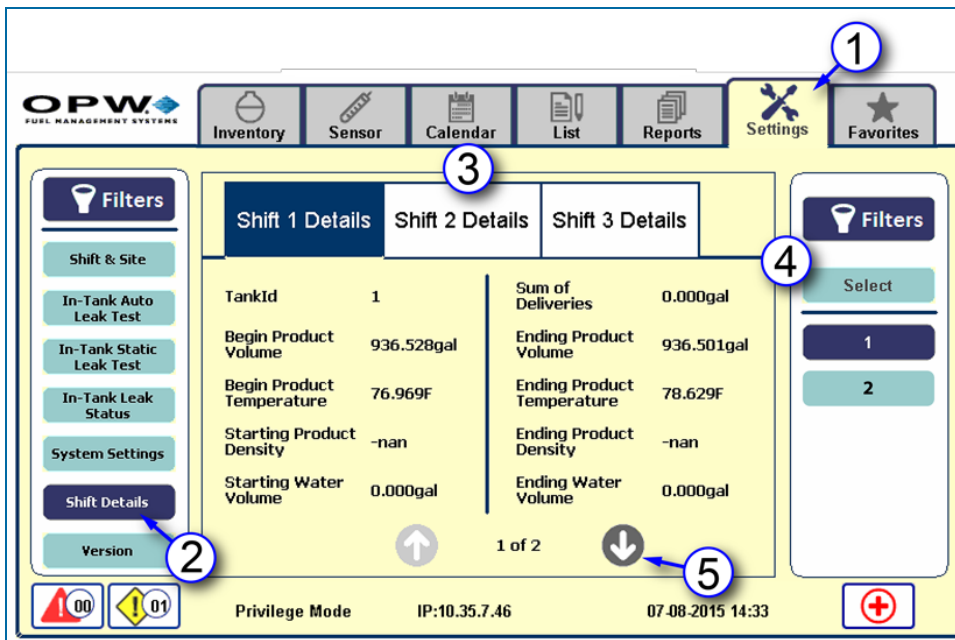 1
OPW
FUEL MANAGEMENT SYSTEMS
Inventory
Sensor
Calendar
List
Reports
Settings
Favorites
3
Filters
Shift & Site
In-Tank Auto
Leak Test
In-Tank Static
Leak Test
In-Tank Leak
Status
System Settings
Shift Details
Version
2
Shift 1 Details
Shift 2 Details
Shift 3 Details
TankId 1
Begin Product
Volume 936.528gal
Begin Product
Temperature 76.969F
Starting Product
Density -nan
Starting Water
Volume 0.000gal
Sum of
Deliveries 0.000gal
Ending Product
Volume 936.501gal
Ending Product
Temperature 78.629F
Ending Product
Density -nan
Ending Water
Volume 0.000gal
1 of 2
5
4
Filters
Select
1
2
00
01
Privilege Mode
IP:10.35.7.46
07-08-2015 14:33